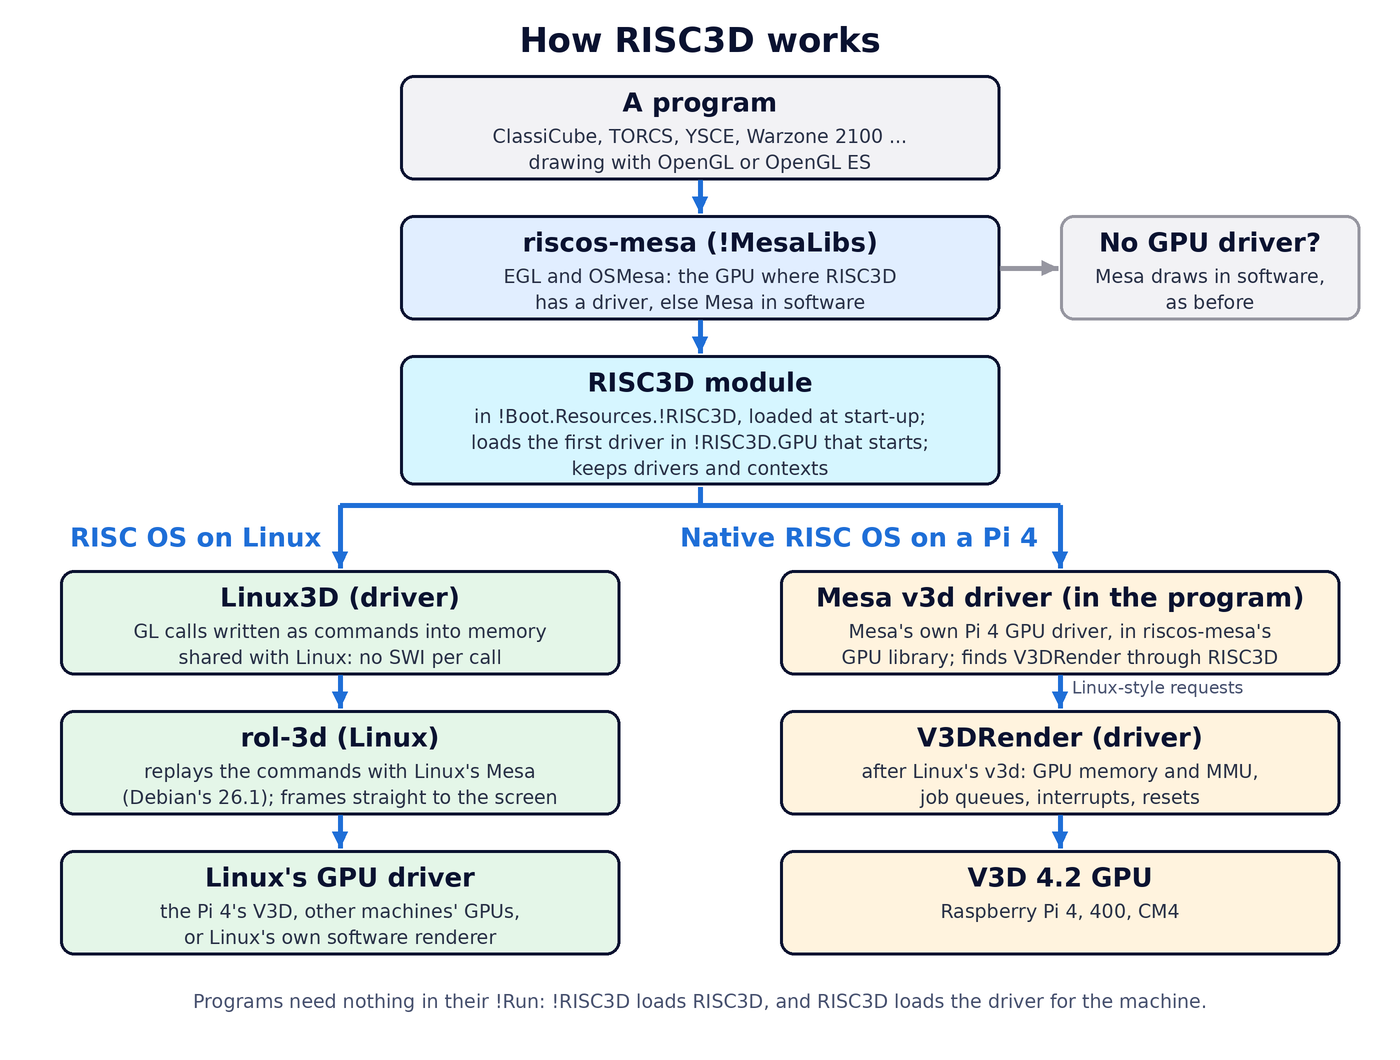 How RISC3D works
A program
ClassiCube, TORCS, YSCE, Warzone 2100 ...
drawing with OpenGL or OpenGL ES
riscos-mesa (!MesaLibs)
EGL and OSMesa: the GPU where RISC3D
has a driver, else Mesa in software
No GPU driver?
Mesa draws in software,
as before
RISC3D module
in !Boot.Resources.!RISC3D, loaded at start-up;
loads the first driver in !RISC3D.GPU that starts;
keeps drivers and contexts
RISC OS on Linux
Native RISC OS on a Pi 4
Linux3D (driver)
GL calls written as commands into memory
shared with Linux: no SWI per call
Mesa v3d driver (in the program)
Mesa's own Pi 4 GPU driver, in riscos-mesa's
GPU library; finds V3DRender through RISC3D
Linux-style requests
rol-3d (Linux)
replays the commands with Linux's Mesa
(Debian's 26.1); frames straight to the screen
V3DRender (driver)
after Linux's v3d: GPU memory and MMU,
job queues, interrupts, resets
Linux's GPU driver
the Pi 4's V3D, other machines' GPUs,
or Linux's own software renderer
V3D 4.2 GPU
Raspberry Pi 4, 400, CM4
Programs need nothing in their !Run: !RISC3D loads RISC3D, and RISC3D loads the driver for the machine.